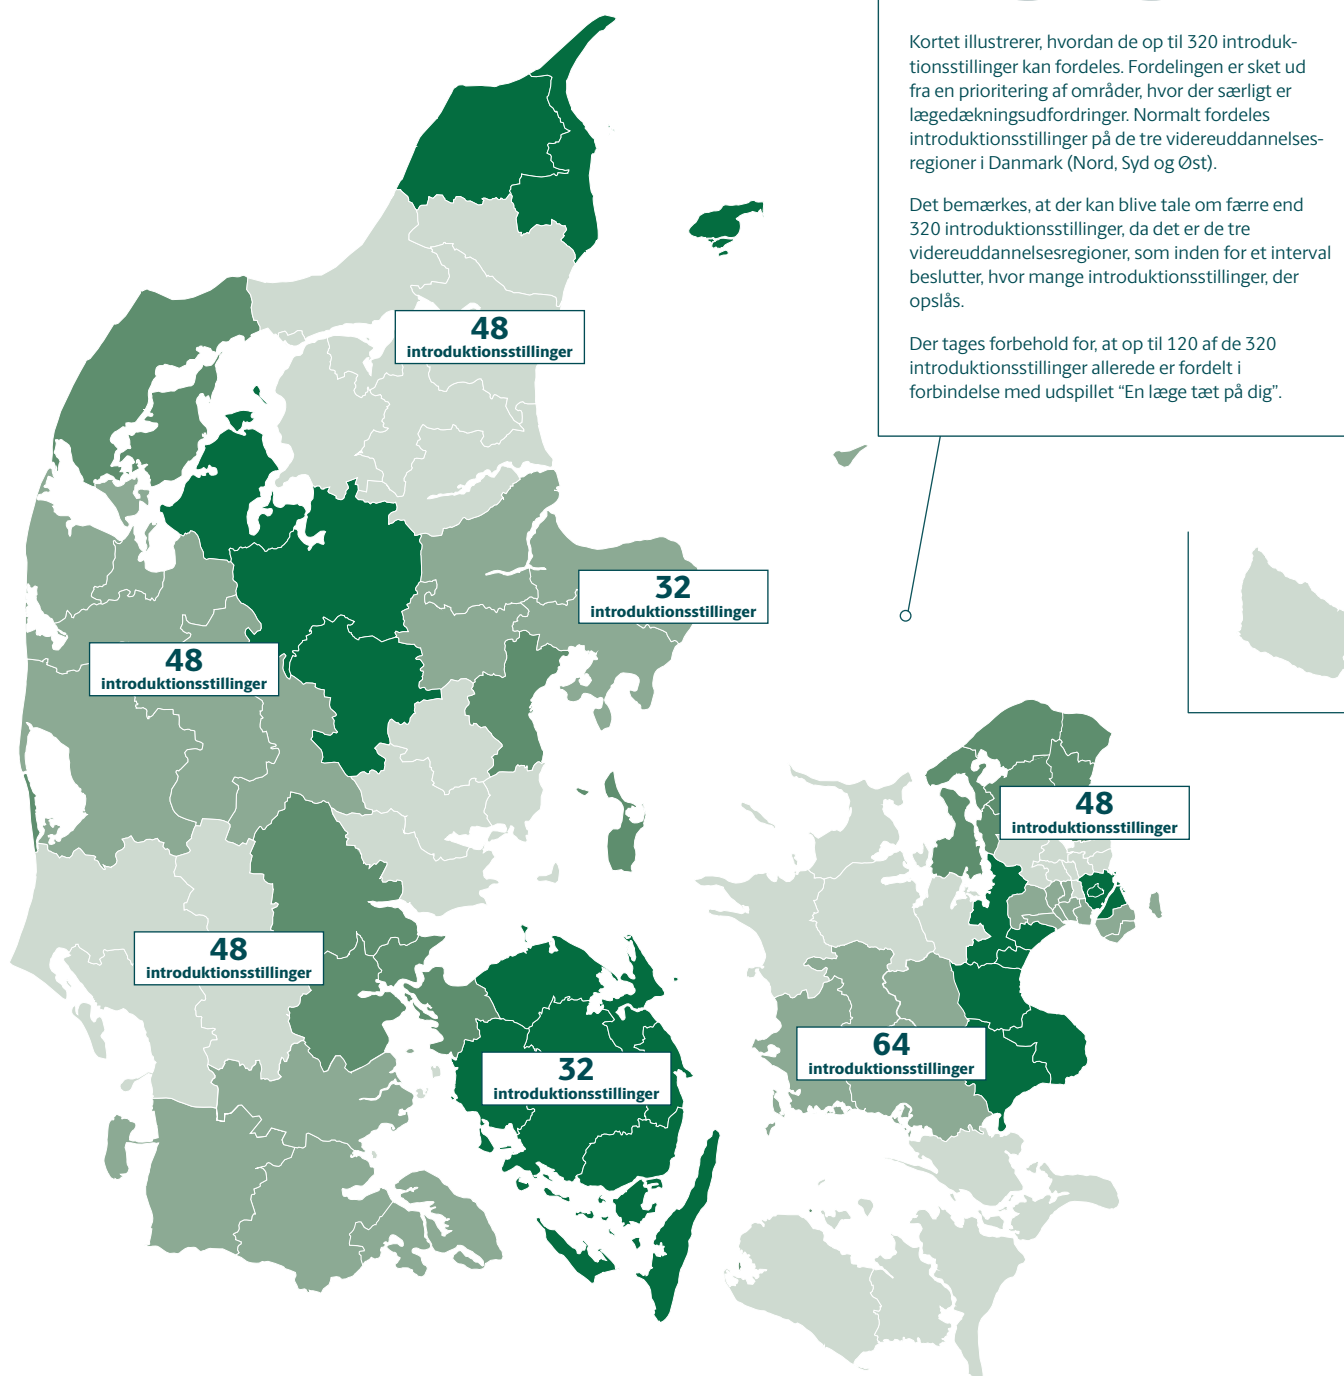 Kortet illustrerer, hvordan de op til 320 introduk-
tionsstillinger kan fordeles. Fordelingen er sket ud
fra en prioritering af områder, hvor der særligt er
lægedækningsudfordringer. Normalt fordeles
introduktionsstillinger på de tre videreuddannelses-
regioner i Danmark (Nord, Syd og Øst).
Det bemærkes, at der kan blive tale om færre end
320 introduktionsstillinger, da det er de tre
videreuddannelsesregioner, som inden for et interval
beslutter, hvor mange introduktionsstillinger, der
opslås.
Der tages forbehold for, at op til 120 af de 320
introduktionsstillinger allerede er fordelt i
forbindelse med udspillet “En læge tæt på dig”.
48
introduktionsstillinger
32
introduktionsstillinger
48
introduktionsstillinger
48
introduktionsstillinger
48
introduktionsstillinger
64
introduktionsstillinger
32
introduktionsstillinger